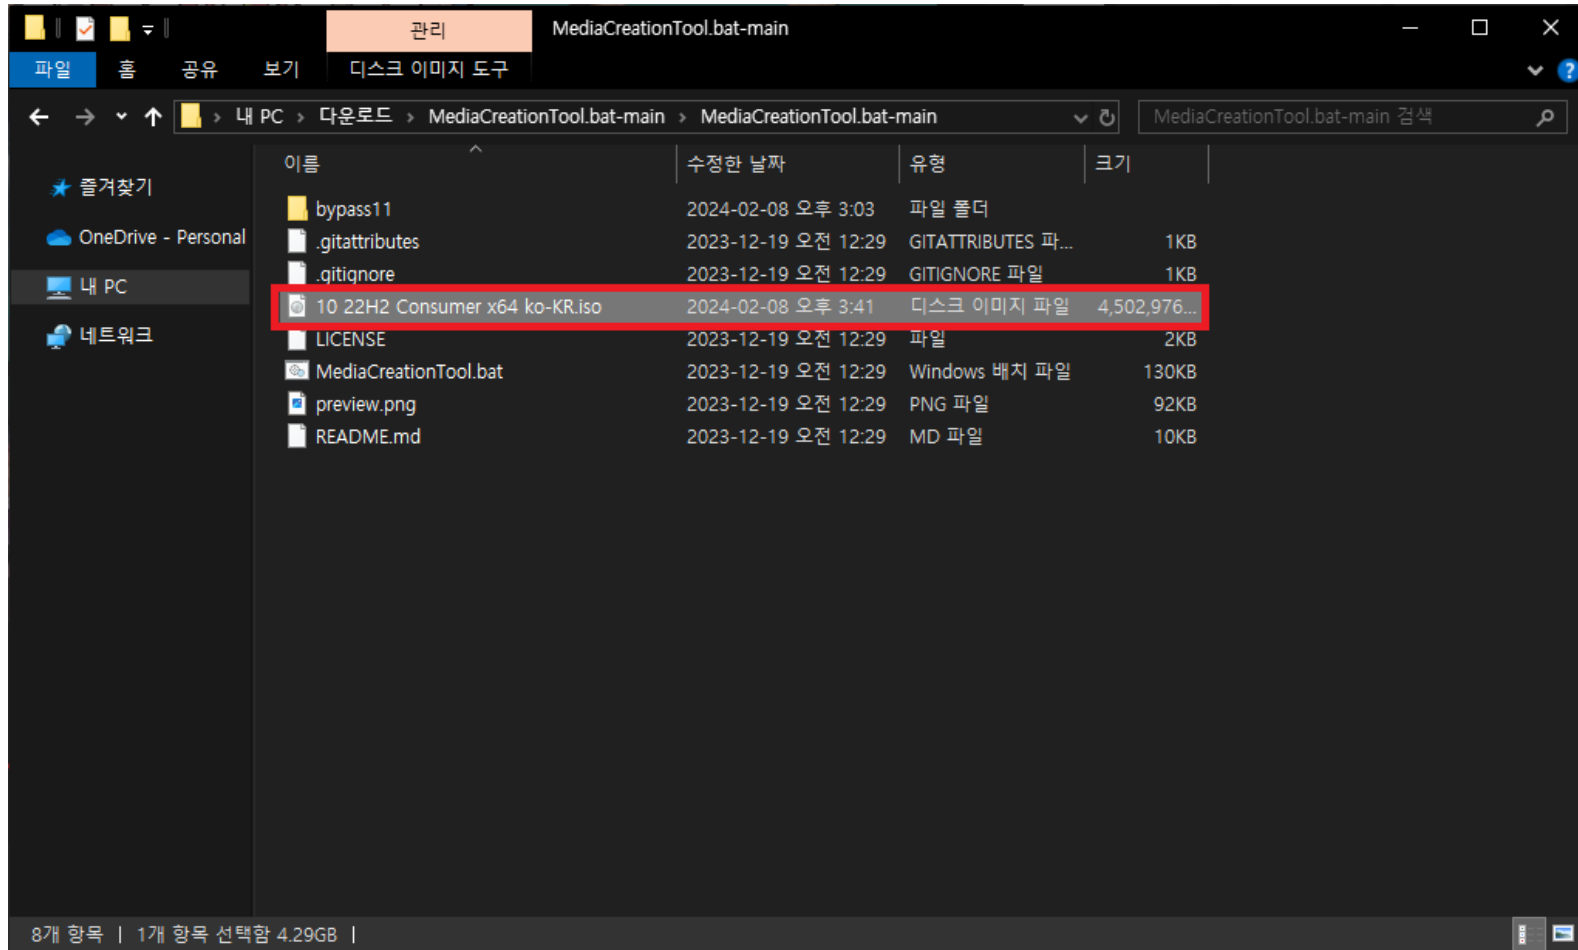 관리 MediaCreationTool.bat-main
파일 홈 공유 보기 디스크 이미지 도구
내 PC 다운로드 MediaCreationTool.bat-main MediaCreationTool.bat-main MediaCreationTool.bat-main 검색
이름 수정한 날짜 유형 크기
즐겨찾기
OneDrive - Personal
내 PC
네트워크
bypass11 2024-02-08 오후 3:03 파일 폴더
.gitattributes 2023-12-19 오전 12:29 GITATTRIBUTES 파... 1KB
.gitignore 2023-12-19 오전 12:29 GITIGNORE 파일 1KB
10 22H2 Consumer x64 ko-KR.iso 2024-02-08 오후 3:41 디스크 이미지 파일 4,502,976...
LICENSE 2023-12-19 오전 12:29 파일 2KB
MediaCreationTool.bat 2023-12-19 오전 12:29 Windows 배치 파일 130KB
preview.png 2023-12-19 오전 12:29 PNG 파일 92KB
README.md 2023-12-19 오전 12:29 MD 파일 10KB
8개 항목 | 1개 항목 선택함 4.29GB |